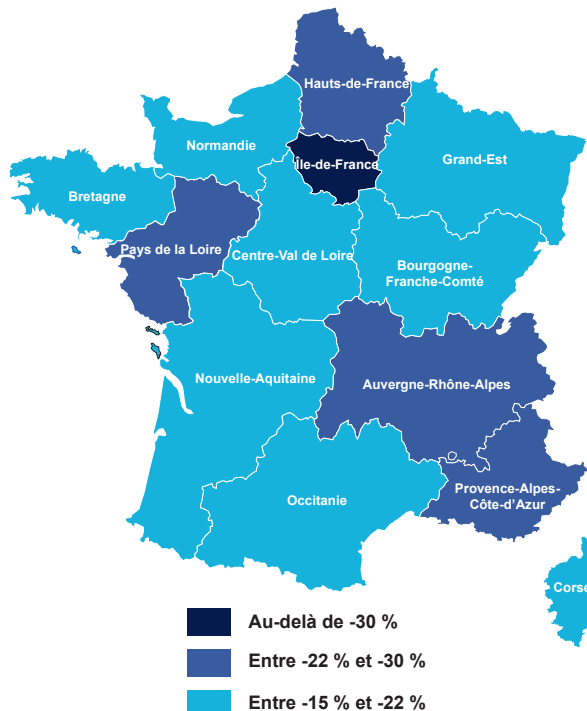 Hauts-de-France
Normandie
Île-de-France
Grand-Est
Bretagne
Pays de la Loire
Centre-Val de Loire
Bourgogne-
Franche-Comté
Nouvelle-Aquitaine
Auvergne-Rhône-Alpes
Occitanie
Provence-Alpes-
Côte-d’Azur
Corse
Au-delà de -30 %
Entre -22 % et -30 %
Entre -15 % et -22 %